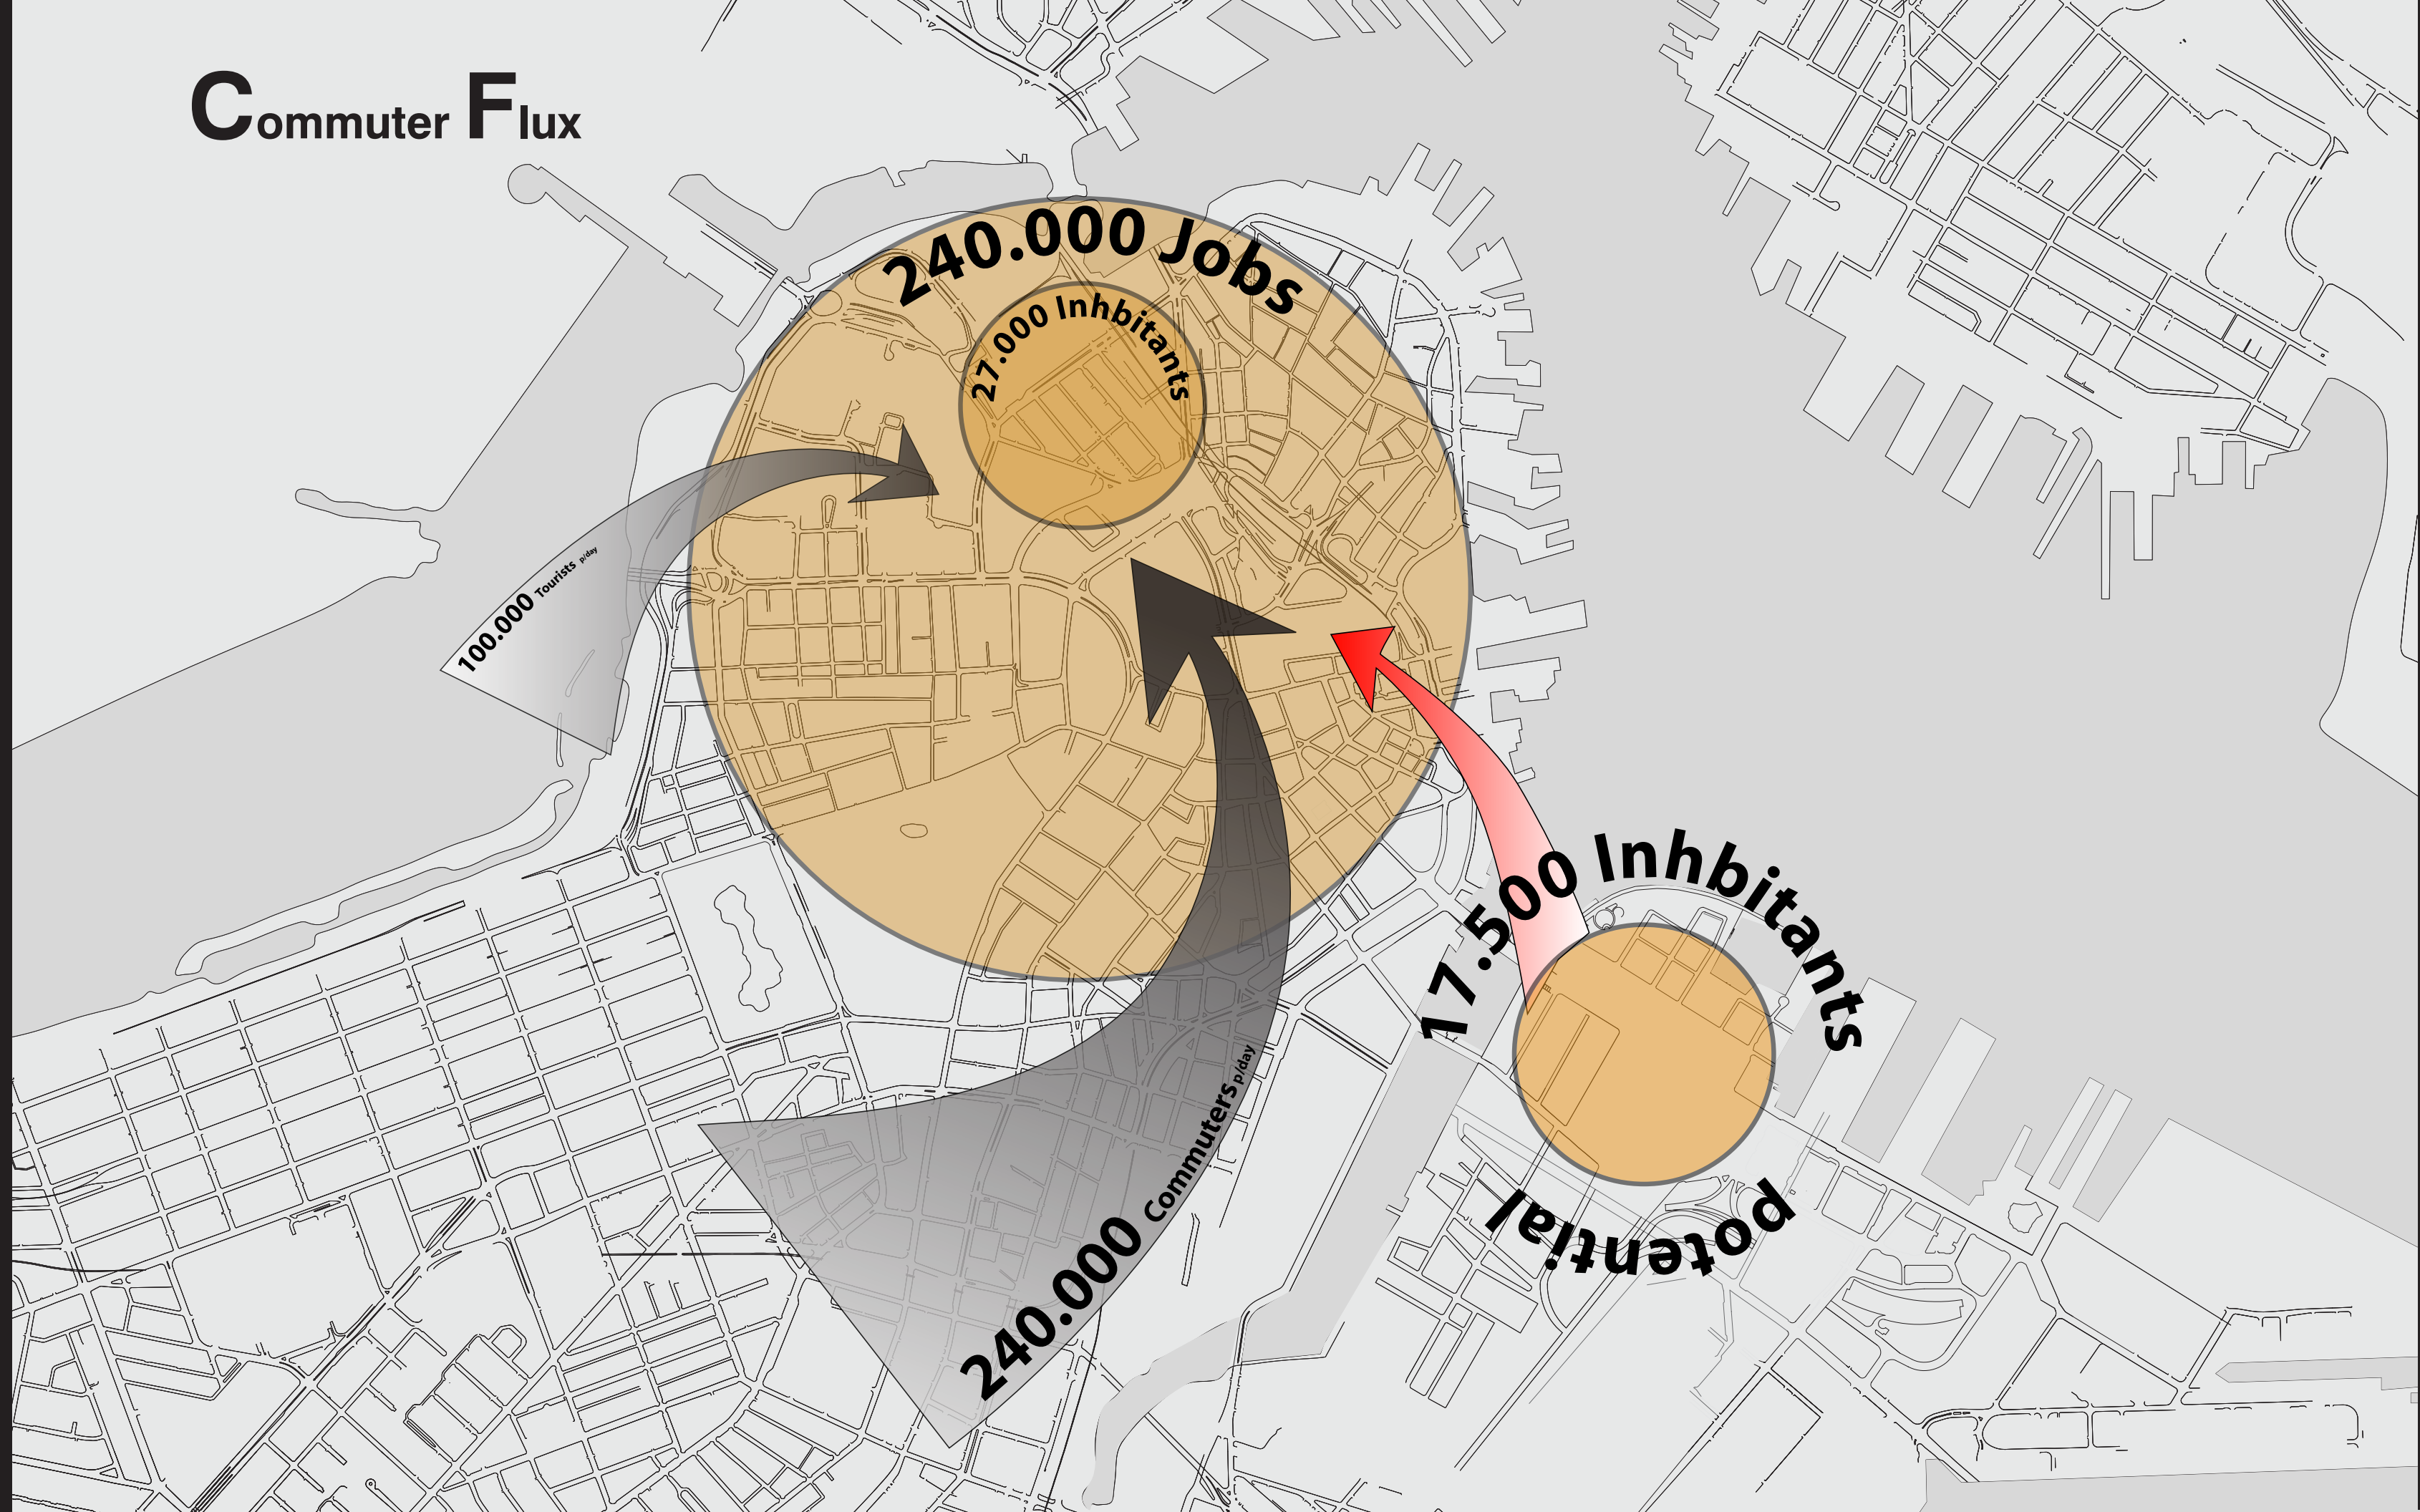 Commuter Flux
240.000 Jobs
27.000 Inhbitants
100.000 Tourists p/day
17.500 Inhbitants
potential
240.000 Commuters p/day